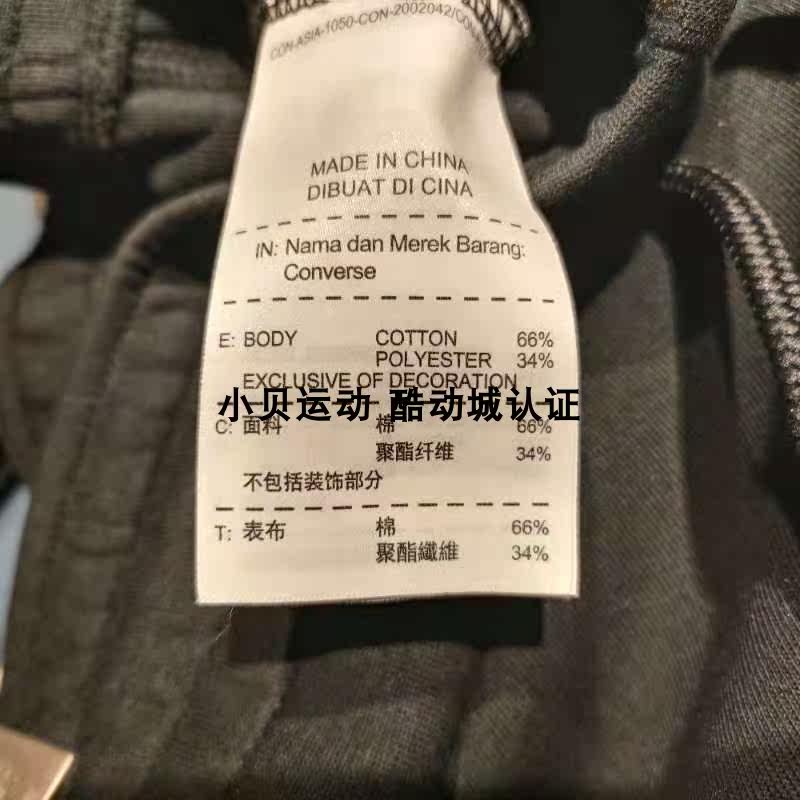 CON-ASIA-1050-CON-2002042/
MADE IN CHINA
DIBUAT DI CINA
IN: Nama dan Merek Barang:
Converse
E: BODY COTTON 66%
POLYESTER 34%
EXCLUSIVE OF DECORATION
小贝运动 酷动城认证
C: 面料 棉 66%
聚酯纤维 34%
不包括装饰部分
T: 表布 棉 66%
聚酯纖維 34%